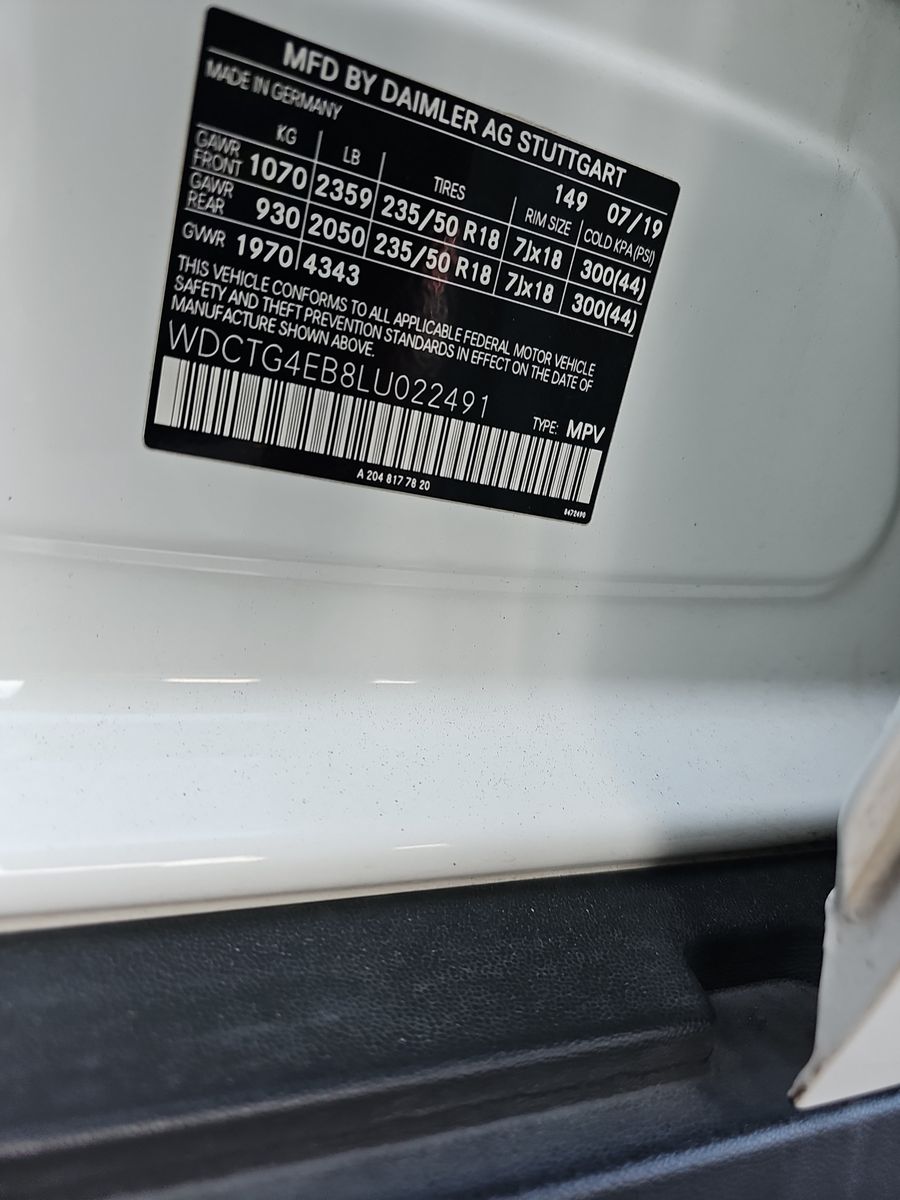 MFD BY DAIMLER AG STUTTGART
MADE IN GERMANY 149 07/19
KG LB TIRES RIM SIZE COLD KPA (PSI)
GAWR FRONT 1070 2359 235/50 R18 7Jx18 300(44)
GAWR REAR 930 2050 235/50 R18 7Jx18 300(44)
GVWR 1970 4343
THIS VEHICLE CONFORMS TO ALL APPLICABLE FEDERAL MOTOR VEHICLE
SAFETY AND THEFT PREVENTION STANDARDS IN EFFECT ON THE DATE OF
MANUFACTURE SHOWN ABOVE.
WDCTG4EB8LU022491
TYPE: MPV
A 204 817 78 20
8472490